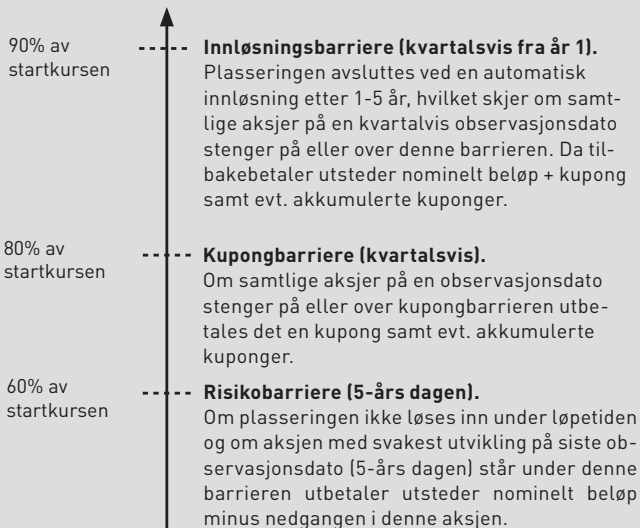 90% av
startkursen
Innløsningsbarriere (kvartalsvis fra år 1).
Plasseringen avsluttes ved en automatisk
innløsning etter 1-5 år, hvilket skjer om samt-
lige aksjer på en kvartalvis observasjonsdato
stenger på eller over denne barrieren. Da til-
bakebetaler utsteder nominelt beløp + kupong
samt evt. akkumulerte kuponger.
80% av
startkursen
Kupongbarriere (kvartalsvis).
Om samtlige aksjer på en observasjonsdato
stenger på eller over kupongbarrieren utbe-
tales det en kupong samt evt. akkumulerte
kuponger.
60% av
startkursen
Risikobarriere (5-års dagen).
Om plasseringen ikke løses inn under løpetiden
og om aksjen med svakest utvikling på siste ob-
servasjonsdato (5-års dagen) står under denne
barrieren utbetaler utsteder nominelt beløp
minus nedgangen i denne aksjen.